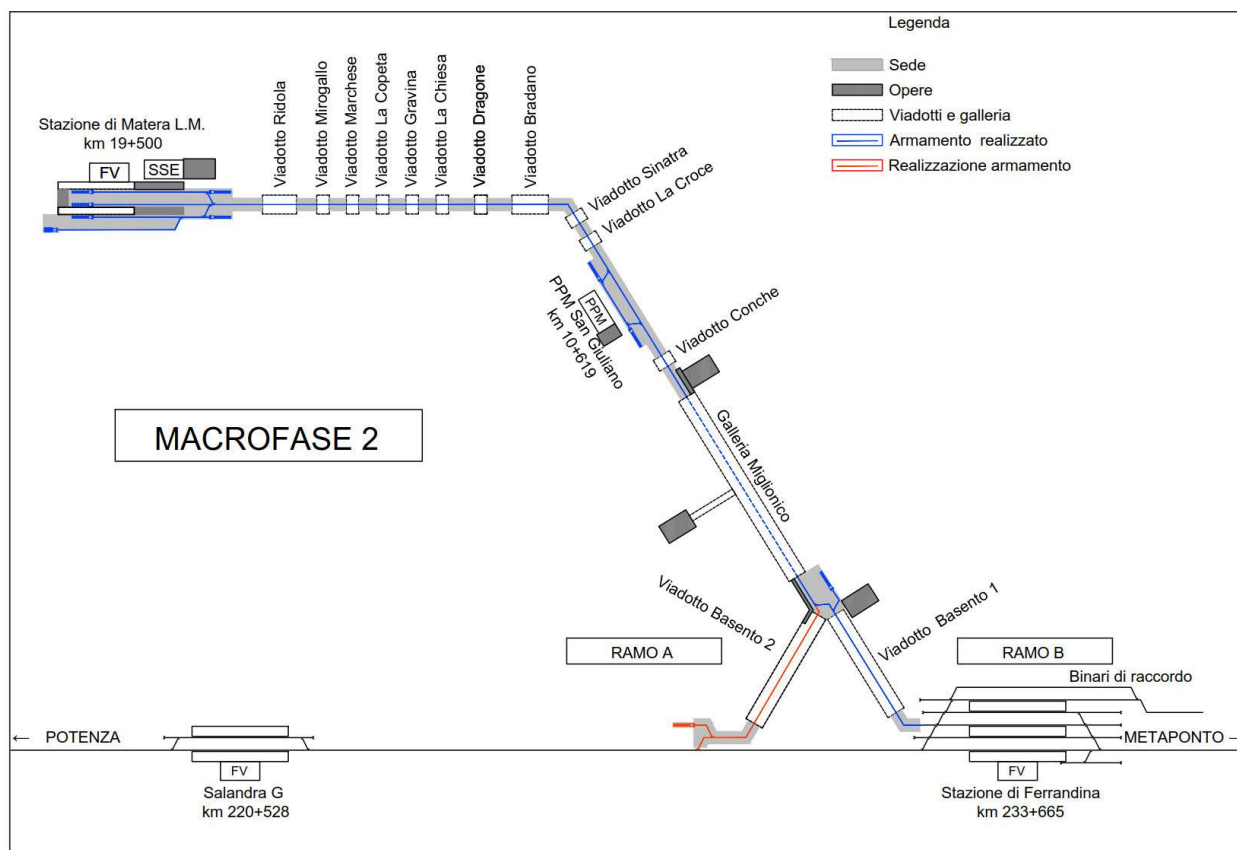 Legenda
Sede
Opere
Viadotti e galleria
Armamento realizzato
Realizzazione armamento
Stazione di Matera L.M.
km 19+500
FV
SSE
Viadotto Ridola
Viadotto Mirogallo
Viadotto Marchese
Viadotto La Copeta
Viadotto Gravina
Viadotto La Chiesa
Viadotto Dragone
Viadotto Bradano
Viadotto Sinatra
Viadotto La Croce
PPM
PPM San Giuliano
km 10+619
Viadotto Conche
MACROFASE 2
Galleria Miglionico
Viadotto Basento 2
Viadotto Basento 1
RAMO A
RAMO B
Binari di raccordo
← POTENZA
METAPONTO →
FV
Salandra G
km 220+528
FV
Stazione di Ferrandina
km 233+665